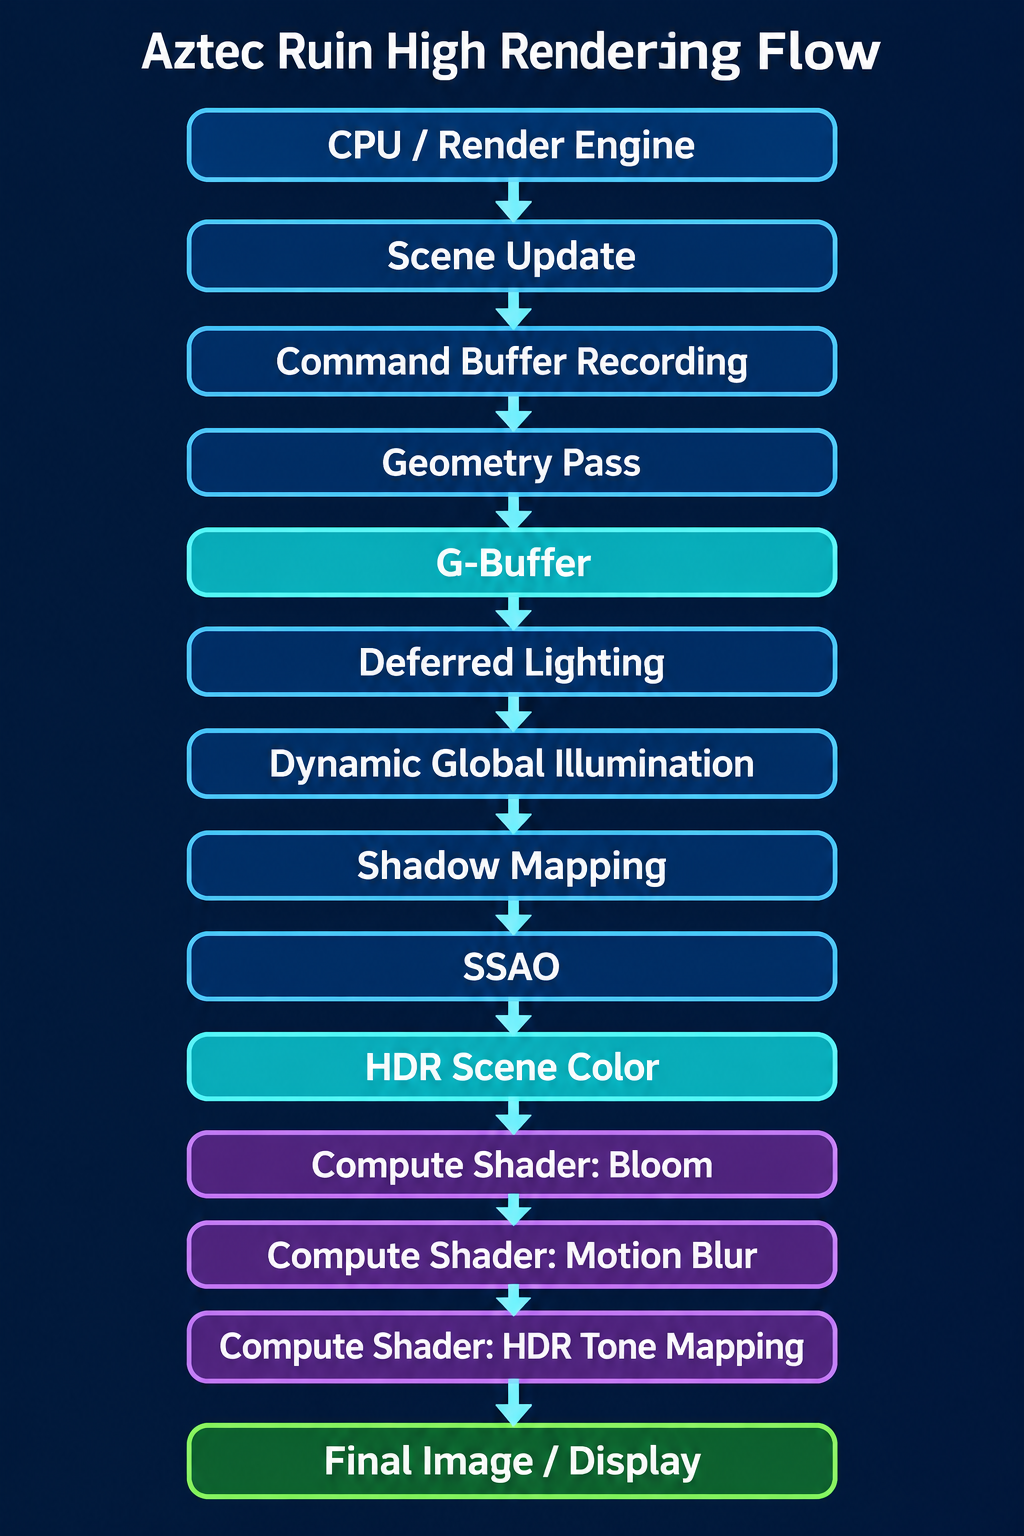 Aztec Ruin High Rendering Flow
CPU / Render Engine
Scene Update
Command Buffer Recording
Geometry Pass
G-Buffer
Deferred Lighting
Dynamic Global Illumination
Shadow Mapping
SSAO
HDR Scene Color
Compute Shader: Bloom
Compute Shader: Motion Blur
Compute Shader: HDR Tone Mapping
Final Image / Display